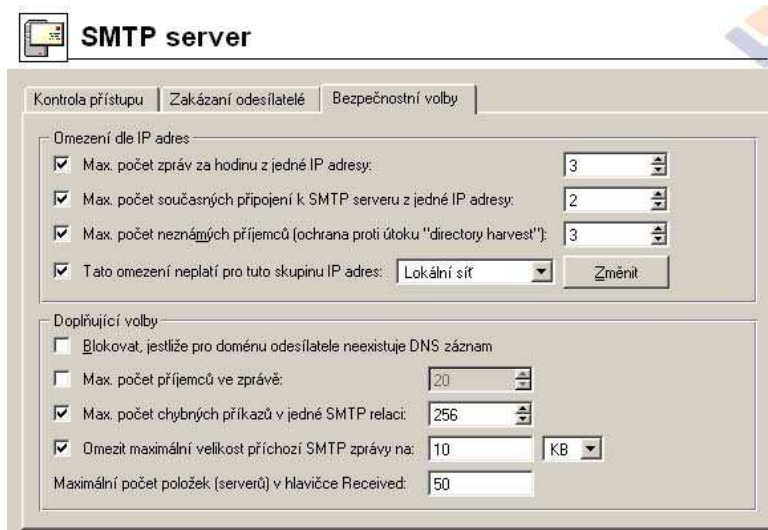 SMTP server
Kontrola přístupu Zakázaní odesílatelé Bezpečnostní volby
Omezení dle IP adres
Max. počet zpráv za hodinu z jedné IP adresy: 3
Max. počet současných připojení k SMTP serveru z jedné IP adresy: 2
Max. počet neznámých příjemců (ochrana proti útoku "directory harvest"): 3
Tato omezení neplatí pro tuto skupinu IP adres: Lokální síť Změnit
Doplňující volby
Blokovat, jestliže pro doménu odesílatele neexistuje DNS záznam
Max. počet příjemců ve zprávě: 20
Max. počet chybných příkazů v jedné SMTP relaci: 256
Omezit maximální velikost příchozí SMTP zprávy na: 10 KB
Maximální počet položek (serverů) v hlavičce Received: 50